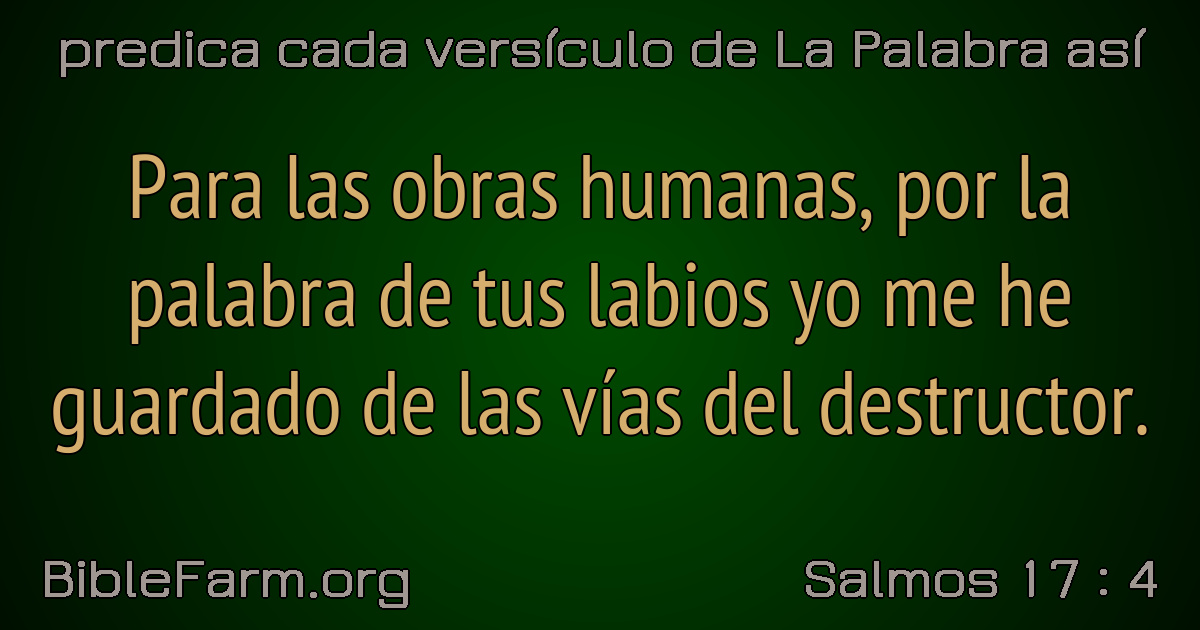 predica cada versículo de La Palabra así
Para las obras humanas, por la
palabra de tus labios yo me he
guardado de las vías del destructor.
BibleFarm.org
Salmos 17 : 4